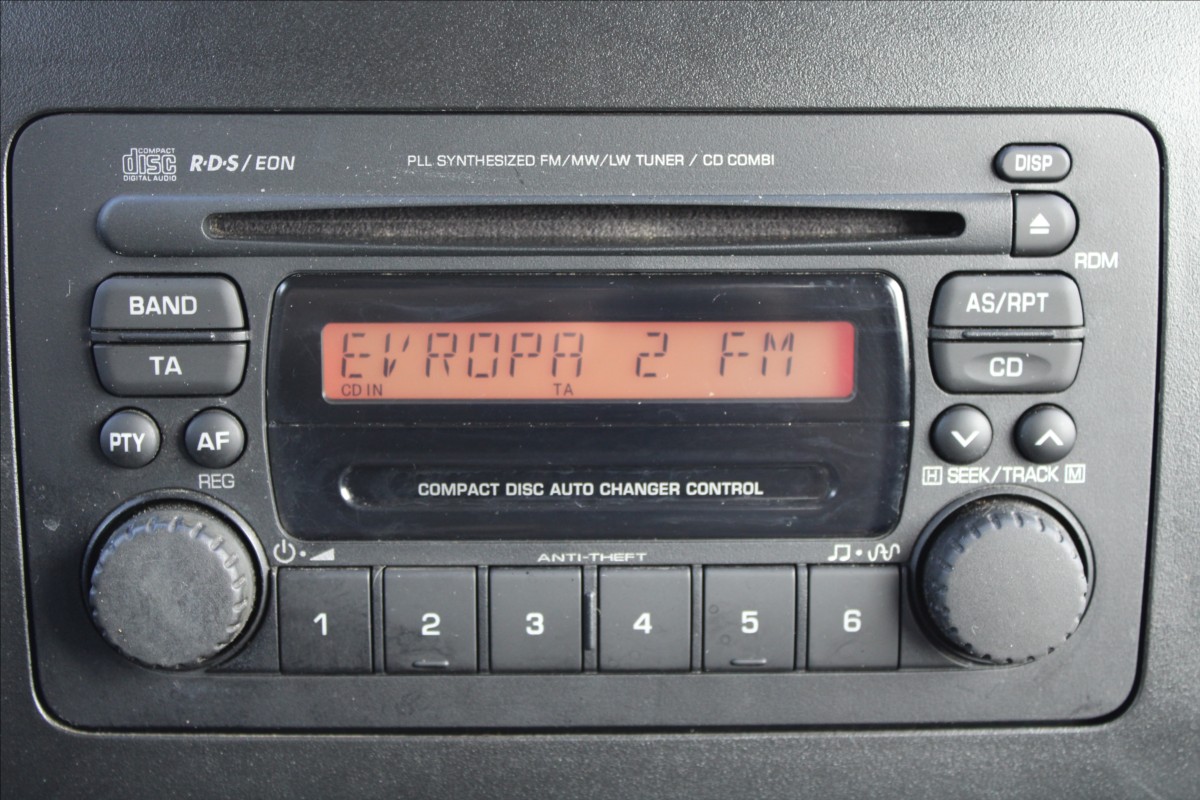 COMPACT
disc
DIGITAL AUDIO
R·D·S/EON
PLL SYNTHESIZED FM/MW/LW TUNER / CD COMBI
DISP
RDM
BAND
AS/RPT
EVROPA 2 FM
CD IN TA
TA
CD
PTY
AF
REG
H SEEK/TRACK M
COMPACT DISC AUTO CHANGER CONTROL
ANTI-THEFT
1 2 3 4 5 6